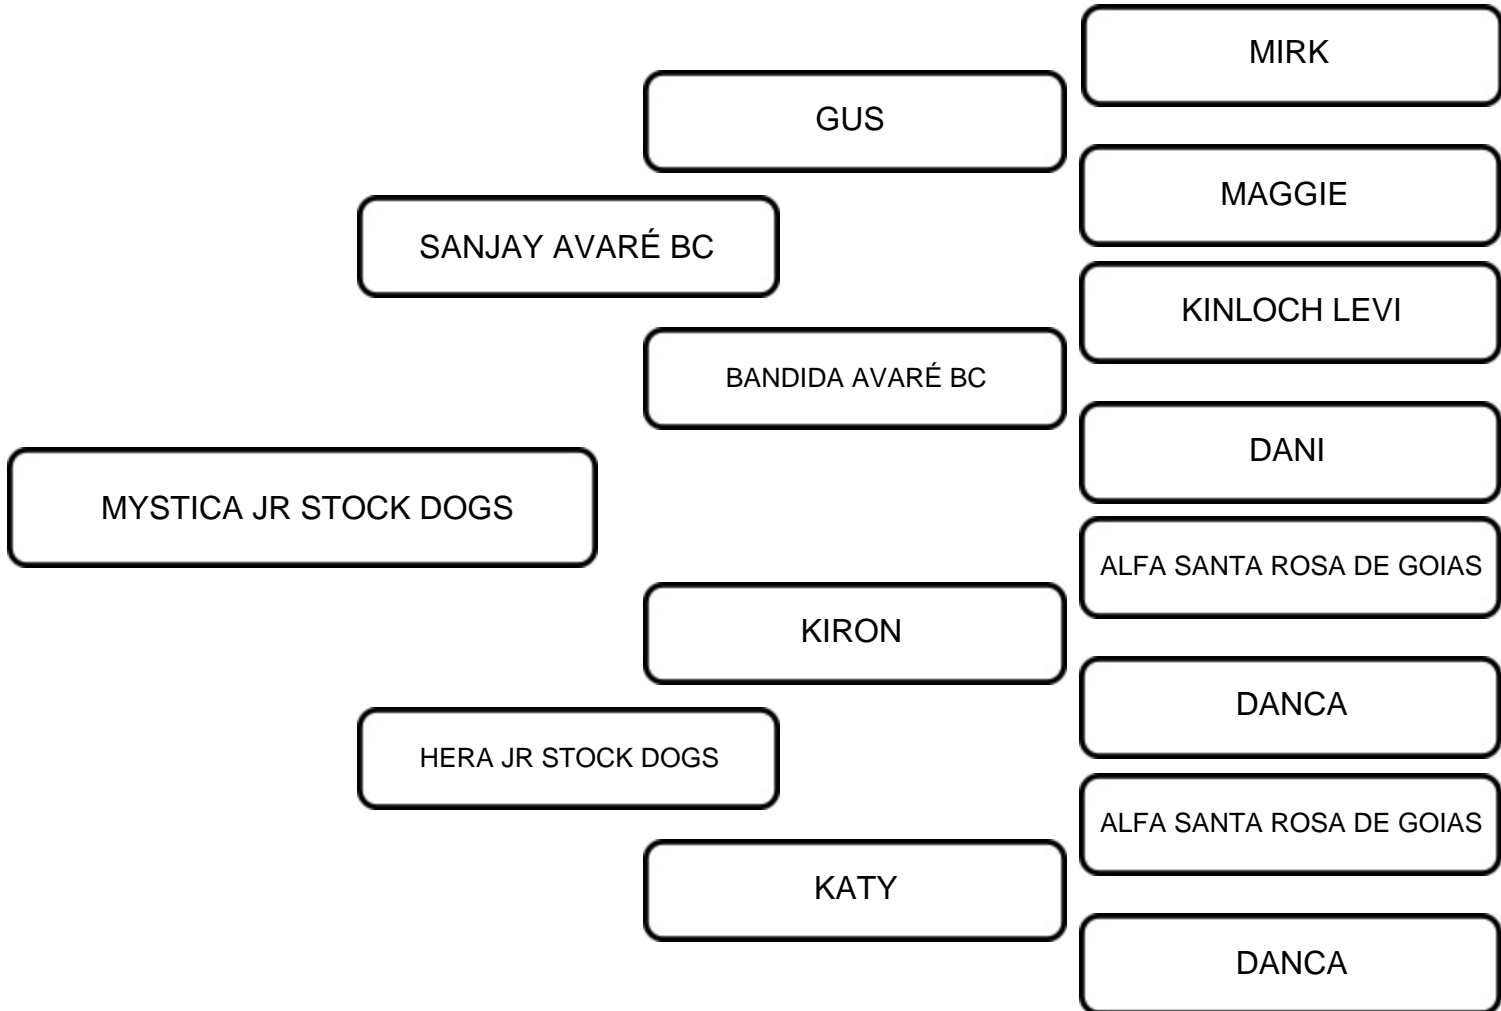 MIRK
GUS
MAGGIE
SANJAY AVARÉ BC
KINLOCH LEVI
BANDIDA AVARÉ BC
DANI
MYSTICA JR STOCK DOGS
ALFA SANTA ROSA DE GOIAS
KIRON
DANCA
HERA JR STOCK DOGS
ALFA SANTA ROSA DE GOIAS
KATY
DANCA